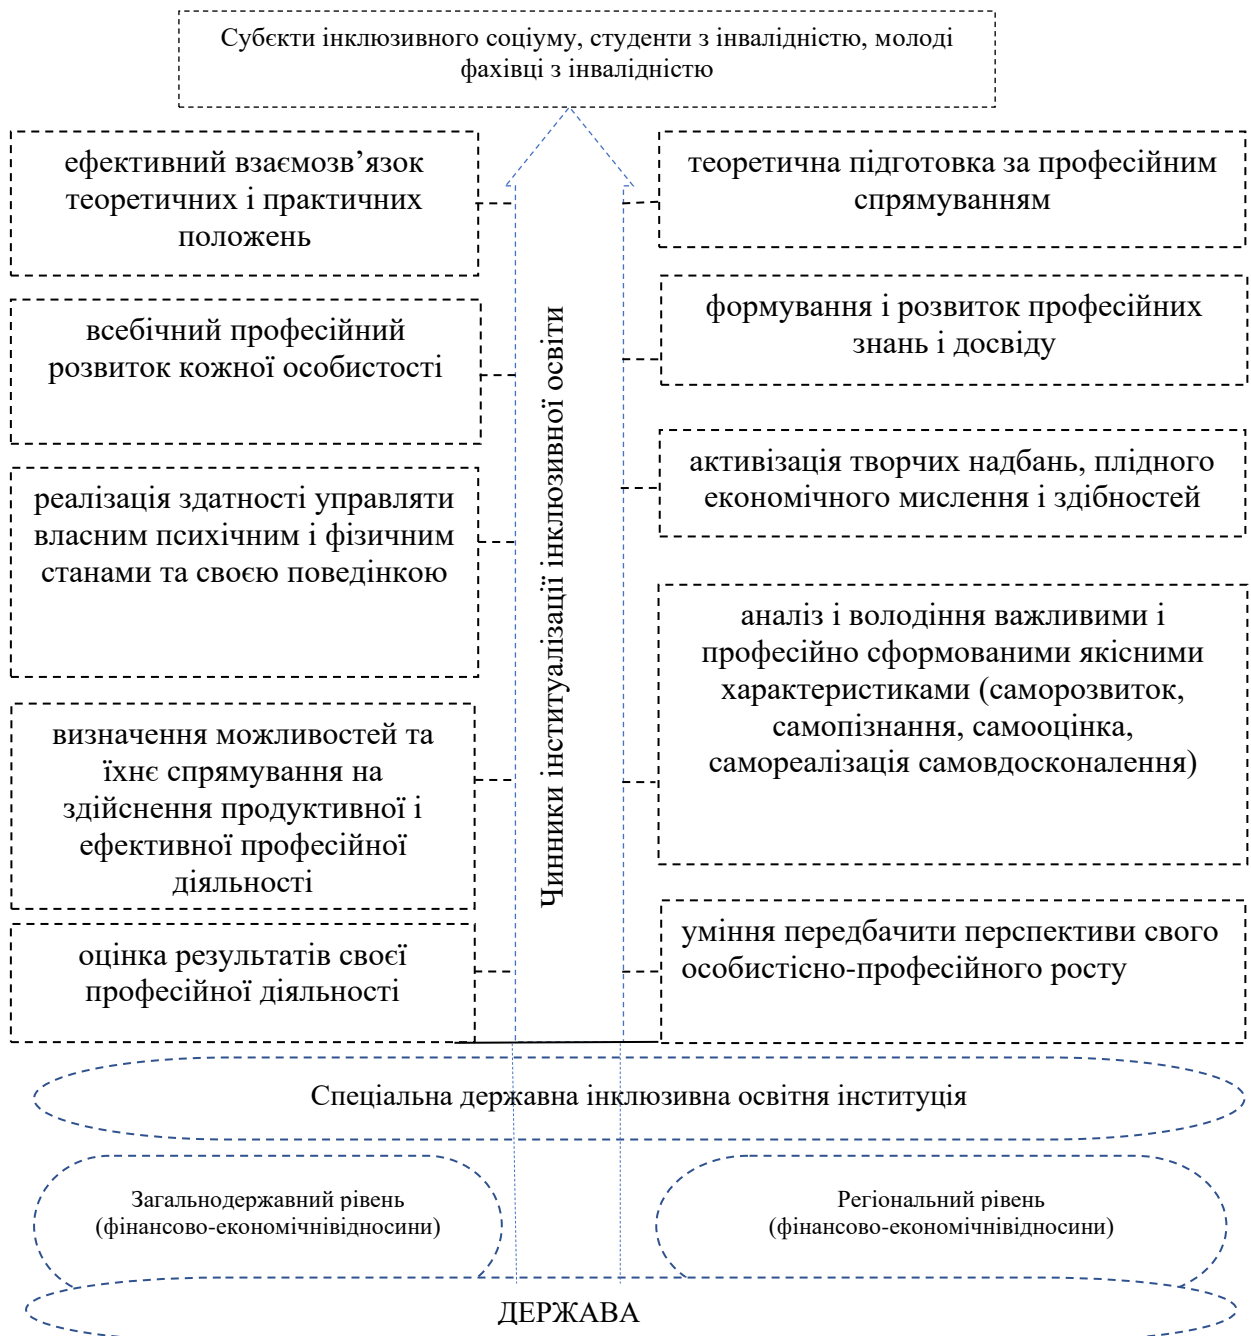 Субєкти інклюзивного соціуму, студенти з інвалідністю, молоді
фахівці з інвалідністю
ефективний взаємозв’язок
теоретичних і практичних
положень
теоретична підготовка за професійним
спрямуванням
всебічний професійний
розвиток кожної особистості
формування і розвиток професійних
знань і досвіду
реалізація здатності управляти
власним психічним і фізичним
станами та своєю поведінкою
активізація творчих надбань, плідного
економічного мислення і здібностей
визначення можливостей та
їхнє спрямування на
здійснення продуктивної і
ефективної професійної
діяльності
аналіз і володіння важливими і
професійно сформованими якісними
характеристиками (саморозвиток,
самопізнання, самооцінка,
самореалізація самовдосконалення)
оцінка результатів своєї
професійної діяльності
уміння передбачити перспективи свого
особистісно-професійного росту
Чинники інституалізації інклюзивної освіти
Спеціальна державна інклюзивна освітня інституція
Загальнодержавний рівень
(фінансово-економічнівідносини)
Регіональний рівень
(фінансово-економічнівідносини)
ДЕРЖАВА